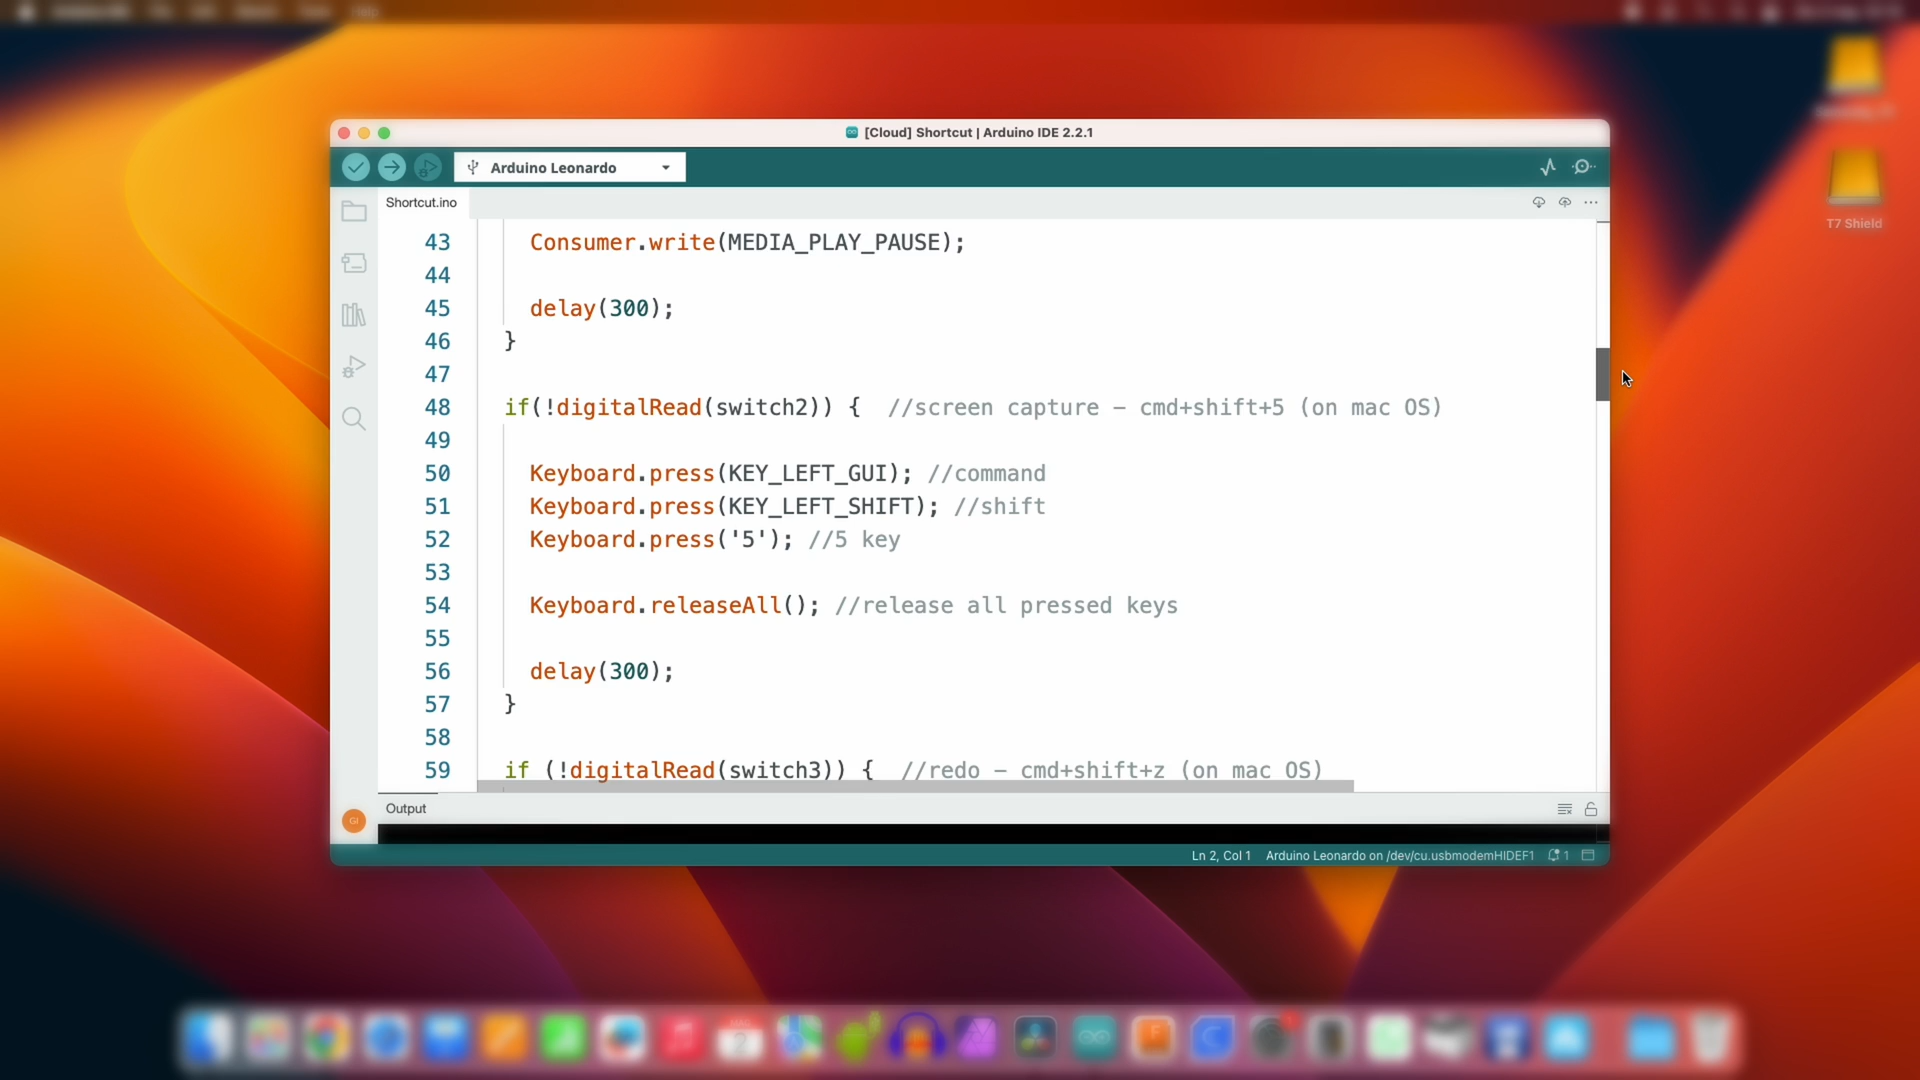 Help
[Cloud] Shortcut | Arduino IDE 2.2.1
Arduino Leonardo
Shortcut.ino
T7 Shield
43 Consumer.write(MEDIA_PLAY_PAUSE);
44
45 delay(300);
46 }
47
48 if(!digitalRead(switch2)) { //screen capture – cmd+shift+5 (on mac OS)
49
50 Keyboard.press(KEY_LEFT_GUI); //command
51 Keyboard.press(KEY_LEFT_SHIFT); //shift
52 Keyboard.press('5'); //5 key
53
54 Keyboard.releaseAll(); //release all pressed keys
55
56 delay(300);
57 }
58
59 if (!digitalRead(switch3)) { //redo – cmd+shift+z (on mac OS)
Output
GI
Ln 2, Col 1 Arduino Leonardo on /dev/cu.usbmodemHIDEF1 1
2